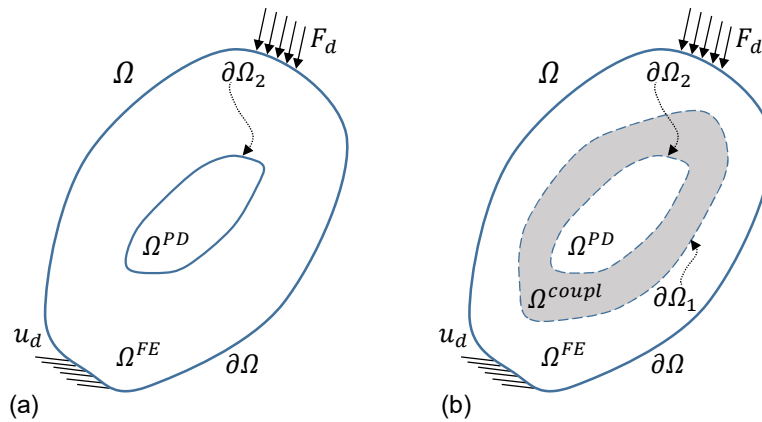 Ω
F_d
∂Ω₂
Ω^{PD}
u_d
Ω^{FE}
∂Ω
(a)
Ω
F_d
∂Ω₂
Ω^{PD}
Ω^{coupl}
∂Ω₁
u_d
Ω^{FE}
∂Ω
(b)